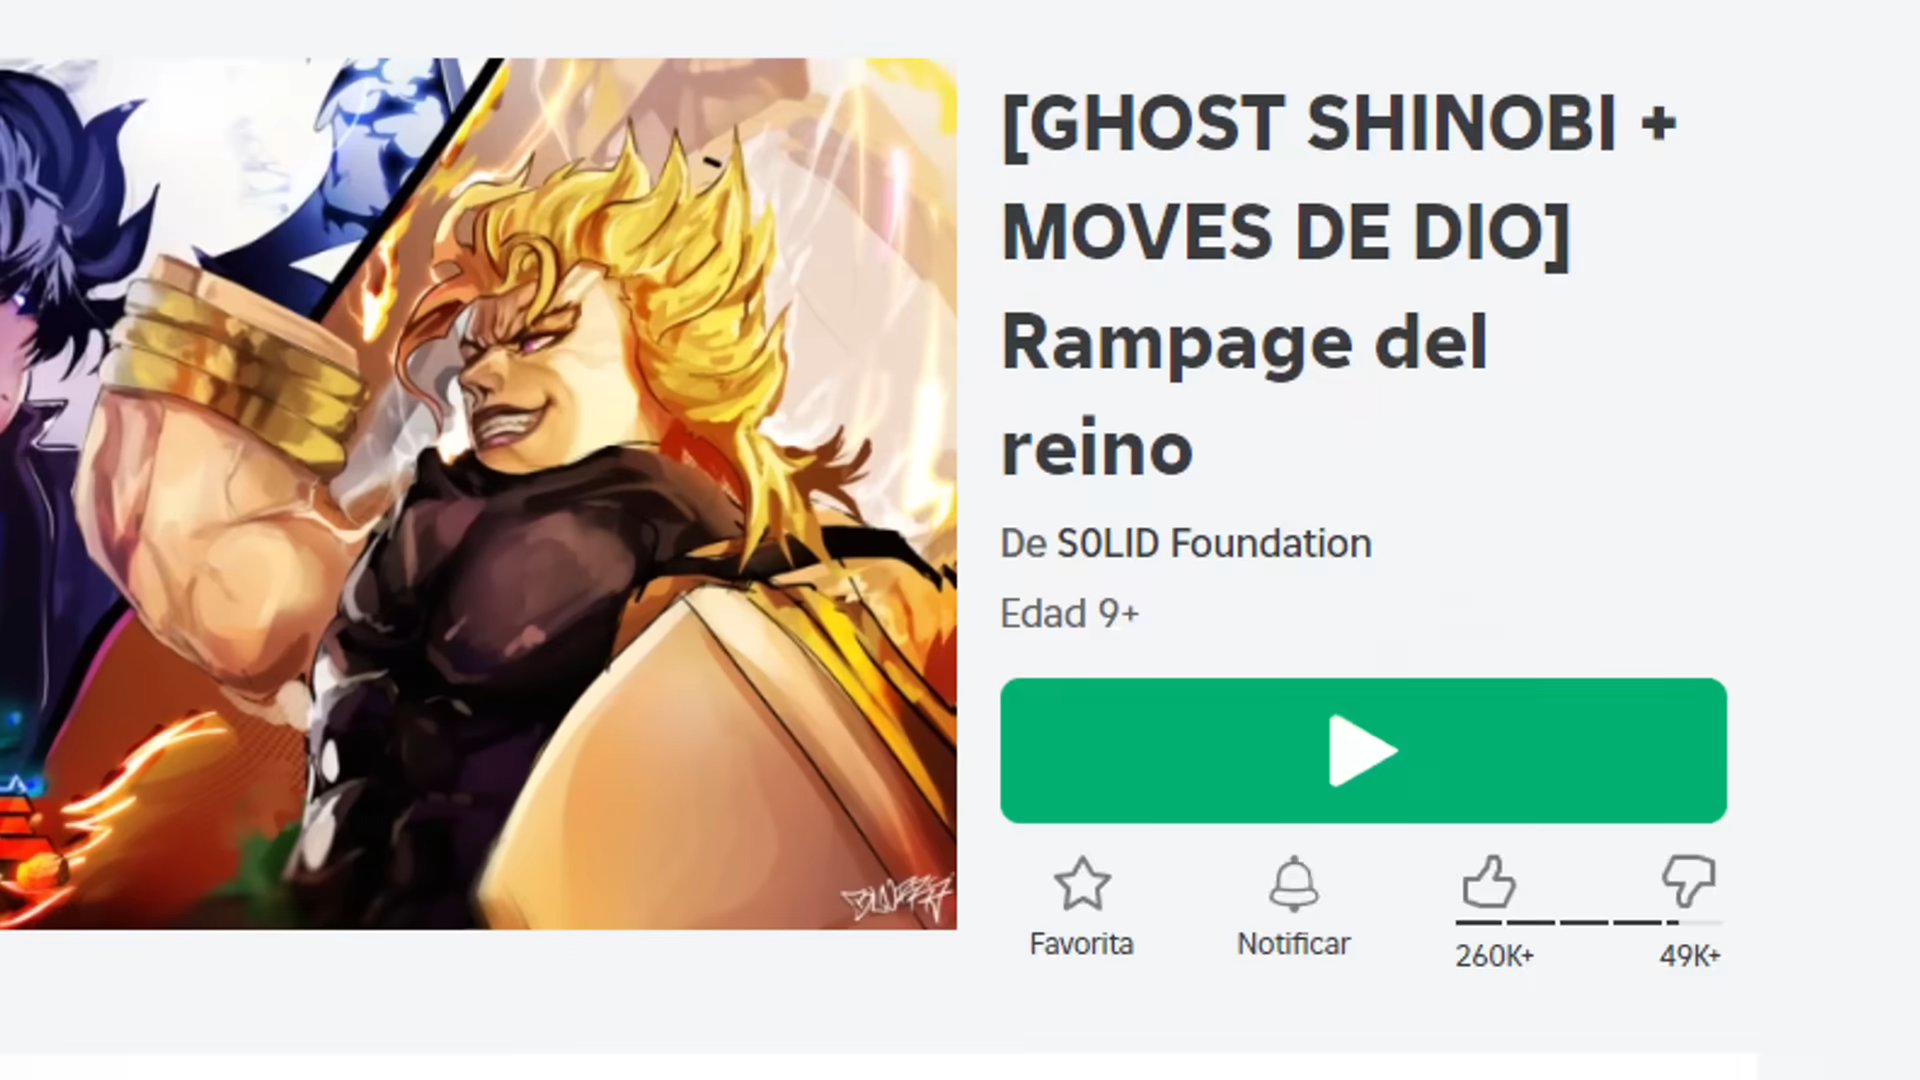 [GHOST SHINOBI +
MOVES DE DIO]
Rampage del
reino
De S0LID Foundation
Edad 9+
Favorita
Notificar
260K+
49K+